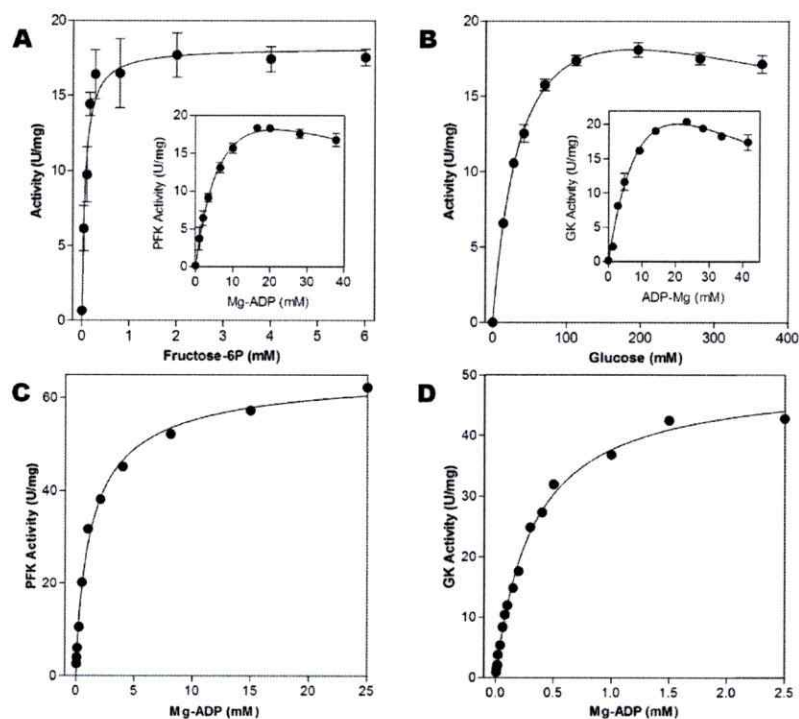 A
Activity (U/mg)
20
15
10
5
0
0 1 2 3 4 5 6
Fructose-6P (mM)
PFK Activity (U/mg)
20
15
10
5
0
0 10 20 30 40
Mg-ADP (mM)
B
Activity (U/mg)
20
15
10
5
0
0 100 200 300 400
Glucose (mM)
GK Activity (U/mg)
20
15
10
5
0
0 10 20 30 40
ADP-Mg (mM)
C
PFK Activity (U/mg)
60
40
20
0
0 5 10 15 20 25
Mg-ADP (mM)
D
GK Activity (U/mg)
50
40
30
20
10
0
0.0 0.5 1.0 1.5 2.0 2.5
Mg-ADP (mM)